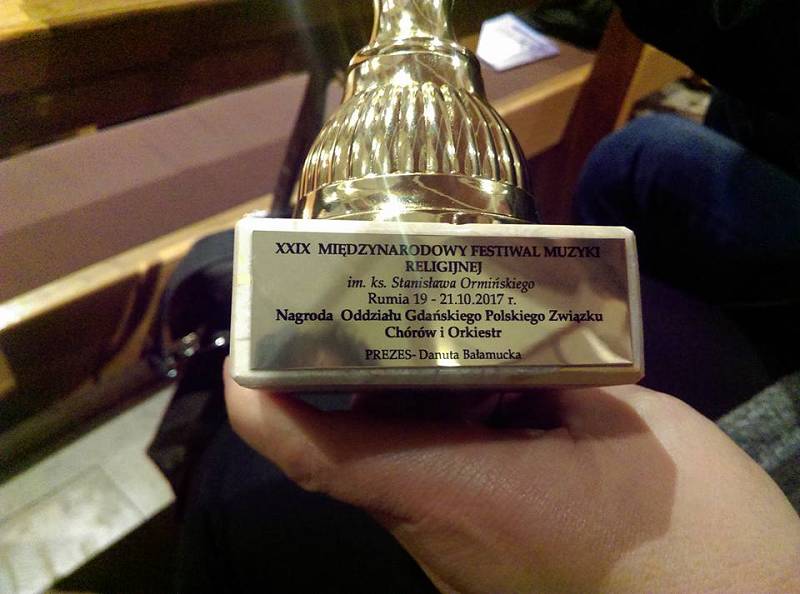 XXIX MIĘDZYNARODOWY FESTIWAL MUZYKI
RELIGIJNEJ
im. ks. Stanisława Ormińskiego
Rumia 19 - 21.10.2017 r.
Nagroda Oddziału Gdańskiego Polskiego Związku
Chórów i Orkiestr
PREZES- Danuta Bałamucka